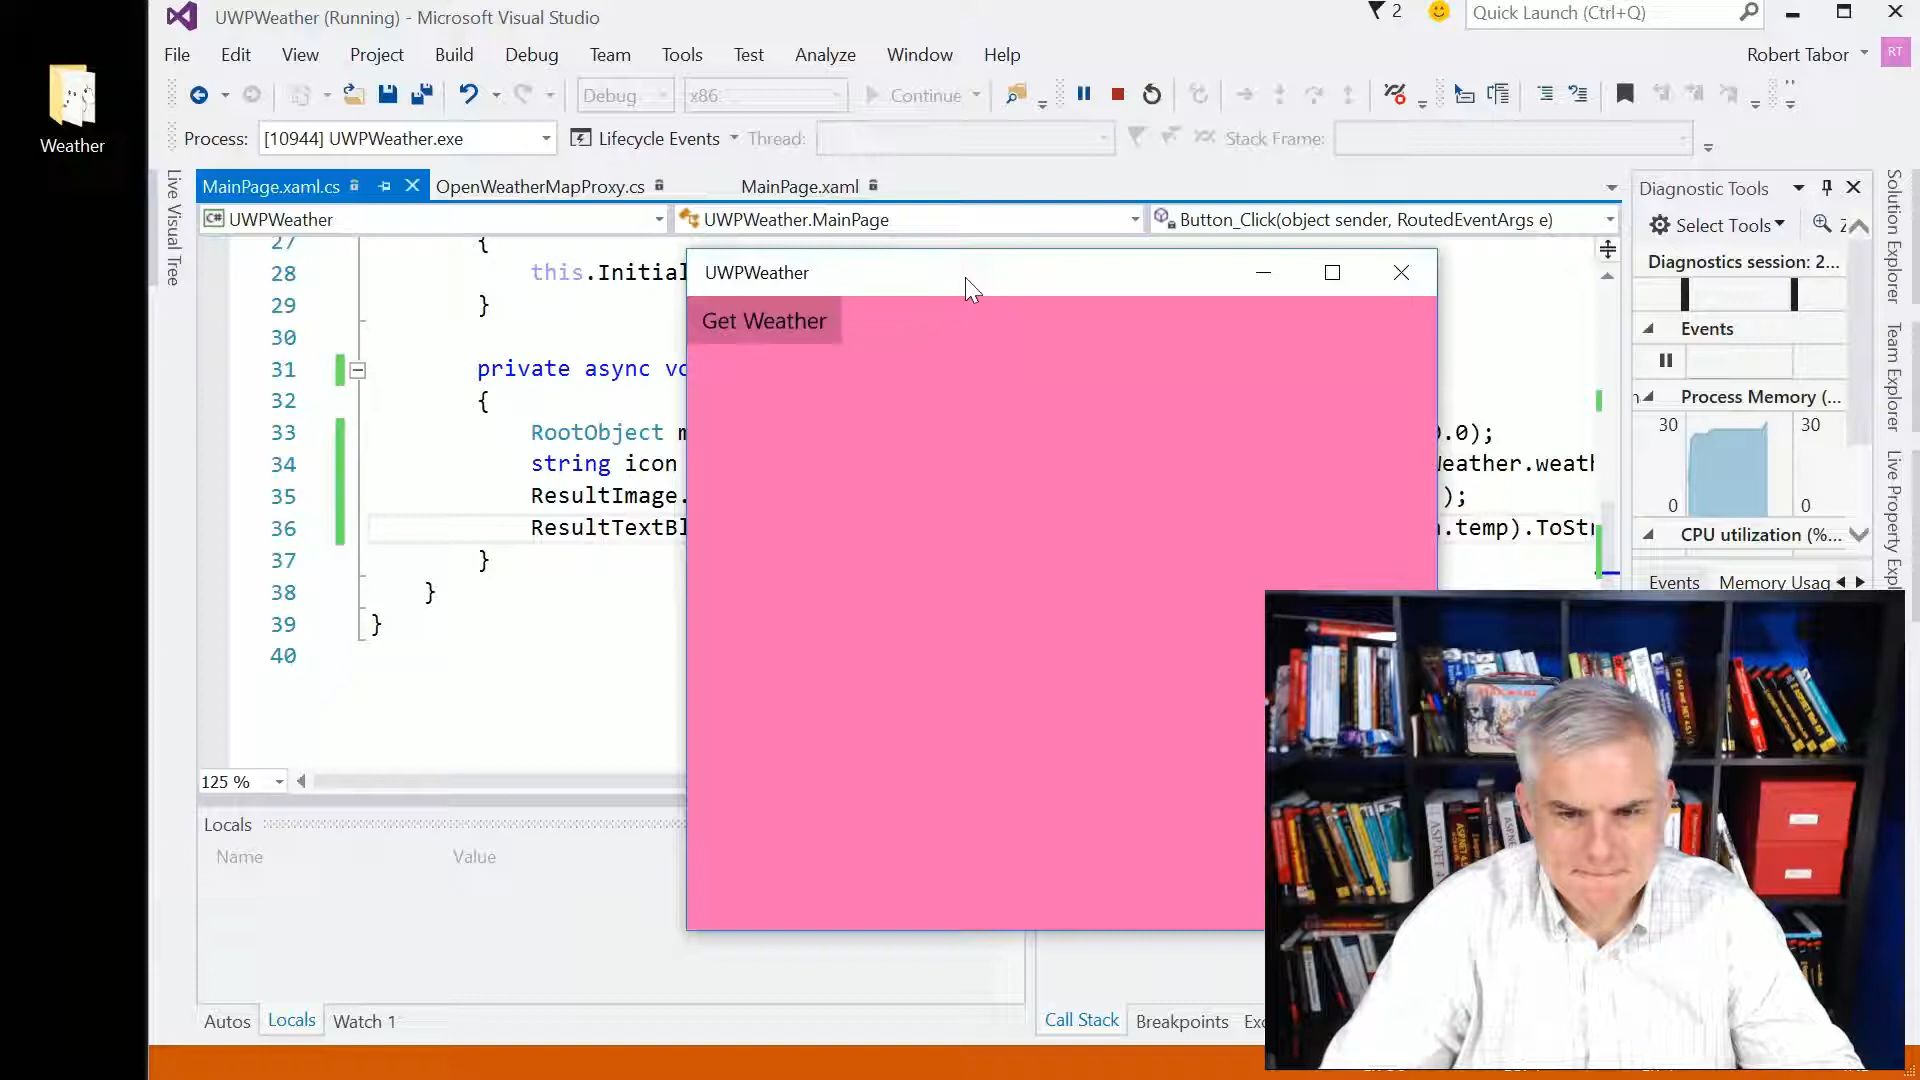 UWPWeather (Running) - Microsoft Visual Studio
2
Quick Launch (Ctrl+Q)
File Edit View Project Build Debug Team Tools Test Analyze Window Help
Robert Tabor
RT
Debug
x86
Continue
Process:
[10944] UWPWeather.exe
Lifecycle Events
Thread:
Stack Frame:
Weather
Live Visual Tree
MainPage.xaml.cs
OpenWeatherMapProxy.cs
MainPage.xaml
C# UWPWeather
UWPWeather.MainPage
Button_Click(object sender, RoutedEventArgs e)
27 {
28 this.Initial
29 }
30
31 private async vo
32 {
33 RootObject m .0);
34 string icon Weather.weath
35 ResultImage. );
36 ResultTextBl .temp).ToStr
37 }
38 }
39 }
40
UWPWeather
Get Weather
125 %
Locals
Name Value
Autos
Locals
Watch 1
Call Stack
Breakpoints
Exc
Diagnostic Tools
Select Tools
Diagnostics session: 2...
Events
Process Memory (...
30 30
0 0
CPU utilization (%...
Events
Memory Usag
Solution Explorer
Team Explorer
Live Property Expl